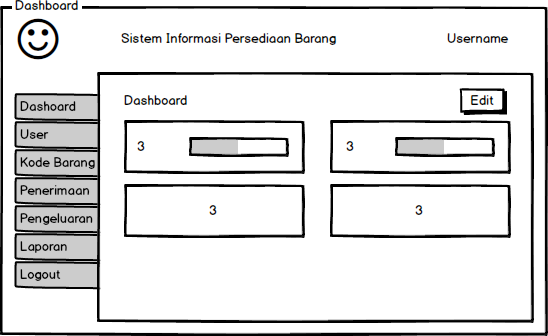 Dashboard
Sistem Informasi Persediaan Barang
Username
Dashboard
Edit
Dashoard
User
Kode Barang
Penerimaan
Pengeluaran
Laporan
Logout
3
3
3
3